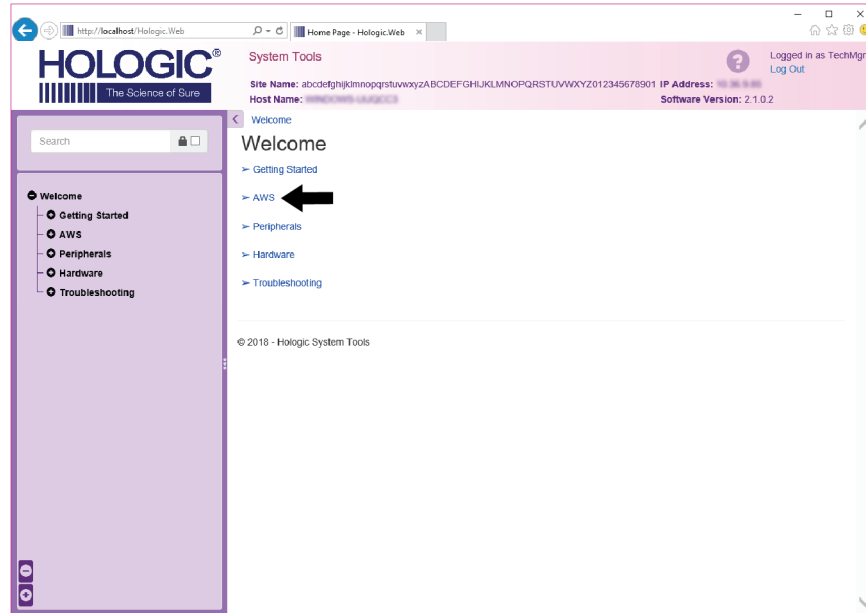 http://localhost/Hologic.Web
Home Page - Hologic.Web
HOLOGIC®
The Science of Sure
System Tools
Logged in as TechMgr
Log Out
Site Name: abcdefghijklmnopqrstuvwxyzABCDEFGHIJKLMNOPQRSTUVWXYZ012345678901 IP Address:
Host Name: Software Version: 2.1.0.2
Search
Welcome
Welcome
Getting Started
AWS
Peripherals
Hardware
Troubleshooting
Welcome
Getting Started
AWS
Peripherals
Hardware
Troubleshooting
© 2018 - Hologic System Tools